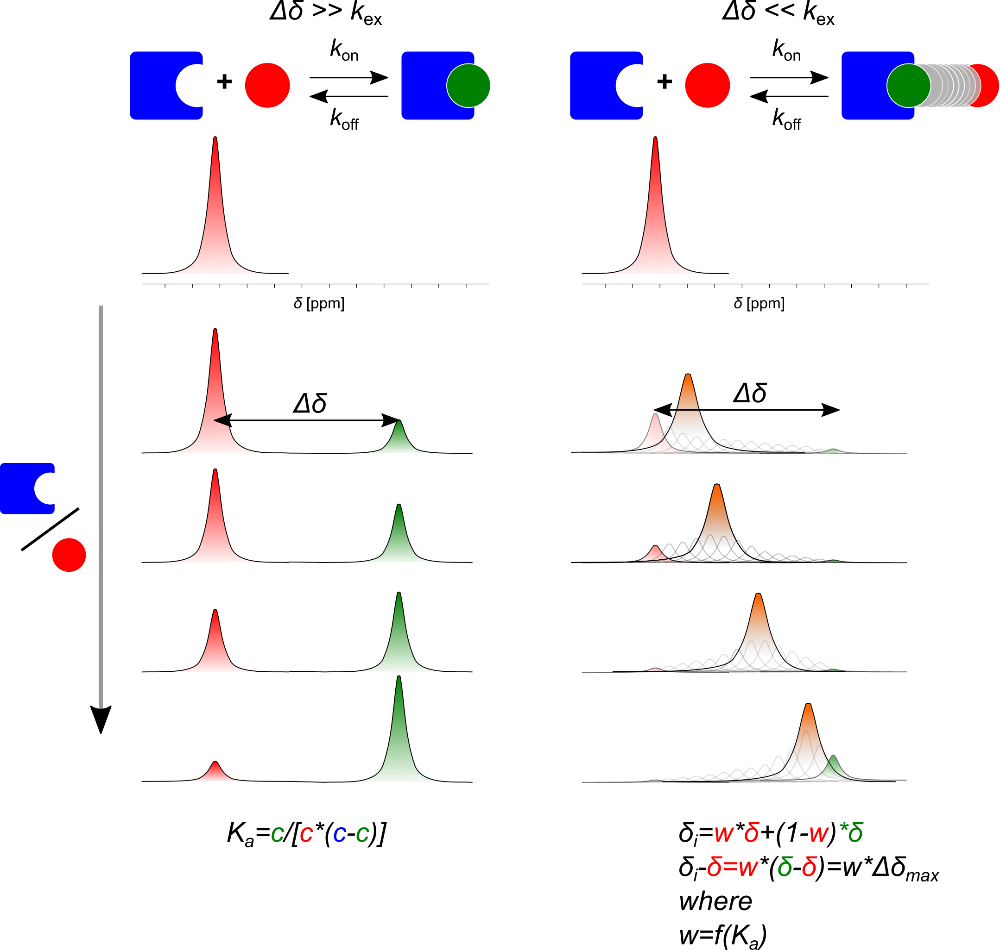 Δδ >> kex
Δδ << kex
kon
+
koff
kon
+
koff
δ [ppm]
δ [ppm]
Δδ
Δδ
Ka=c/[c*(c-c)]
δi=w*δ+(1-w)*δ
δi-δ=w*(δ-δ)=w*Δδmax
where
w=f(Ka)